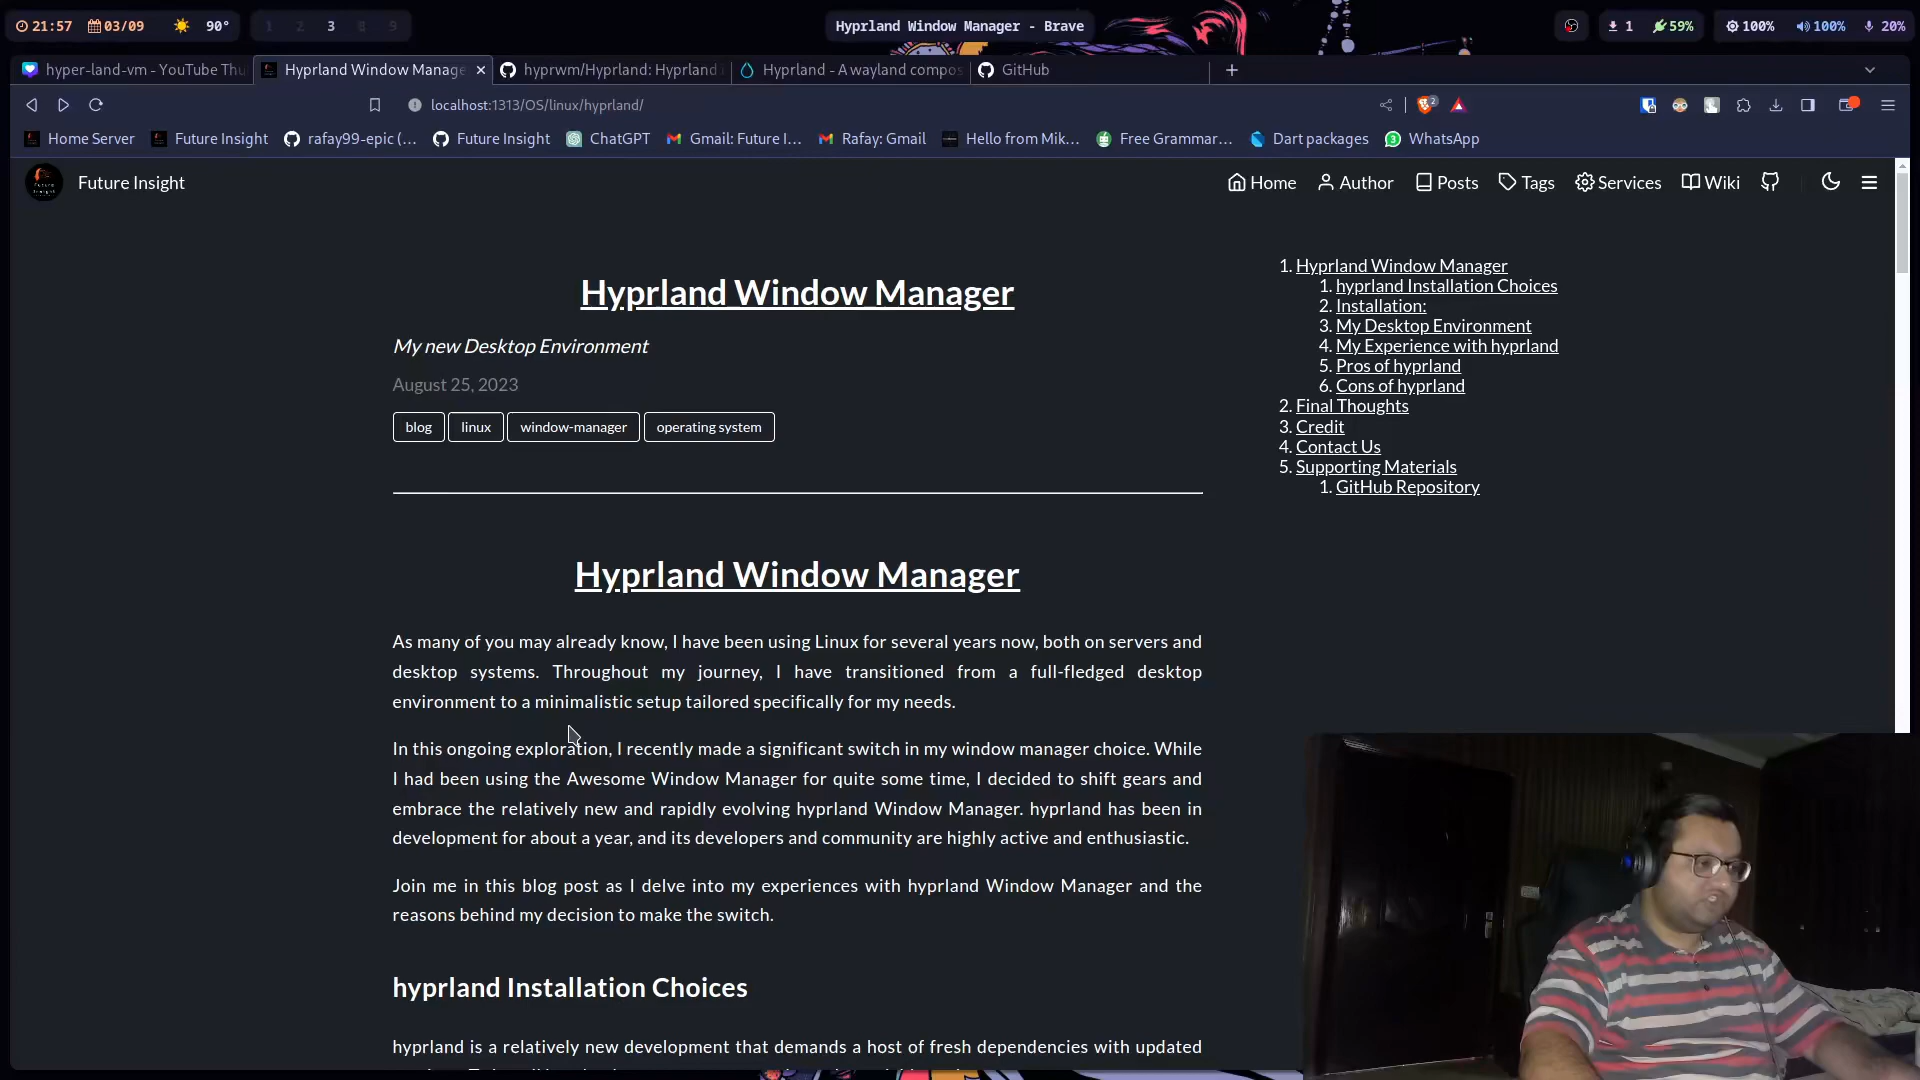 21:57 03/09 90° 1 2 3 8 9
Hyprland Window Manager - Brave
1 59% 100% 100% 20%
hyper-land-vm - YouTube Thu
Hyprland Window Manage
hyprwm/Hyprland: Hyprland
Hyprland - A wayland compos
GitHub
localhost:1313/OS/linux/hyprland/
2
Home Server Future Insight rafay99-epic (... Future Insight ChatGPT Gmail: Future I... Rafay: Gmail Hello from Mik... Free Grammar... Dart packages WhatsApp
Future Insight
Home Author Posts Tags Services Wiki
Hyprland Window Manager
My new Desktop Environment
August 25, 2023
blog linux window-manager operating system
1. Hyprland Window Manager
1. hyprland Installation Choices
2. Installation:
3. My Desktop Environment
4. My Experience with hyprland
5. Pros of hyprland
6. Cons of hyprland
2. Final Thoughts
3. Credit
4. Contact Us
5. Supporting Materials
1. GitHub Repository
Hyprland Window Manager
As many of you may already know, I have been using Linux for several years now, both on servers and
desktop systems. Throughout my journey, I have transitioned from a full-fledged desktop
environment to a minimalistic setup tailored specifically for my needs.
In this ongoing exploration, I recently made a significant switch in my window manager choice. While
I had been using the Awesome Window Manager for quite some time, I decided to shift gears and
embrace the relatively new and rapidly evolving hyprland Window Manager. hyprland has been in
development for about a year, and its developers and community are highly active and enthusiastic.
Join me in this blog post as I delve into my experiences with hyprland Window Manager and the
reasons behind my decision to make the switch.
hyprland Installation Choices
hyprland is a relatively new development that demands a host of fresh dependencies with updated